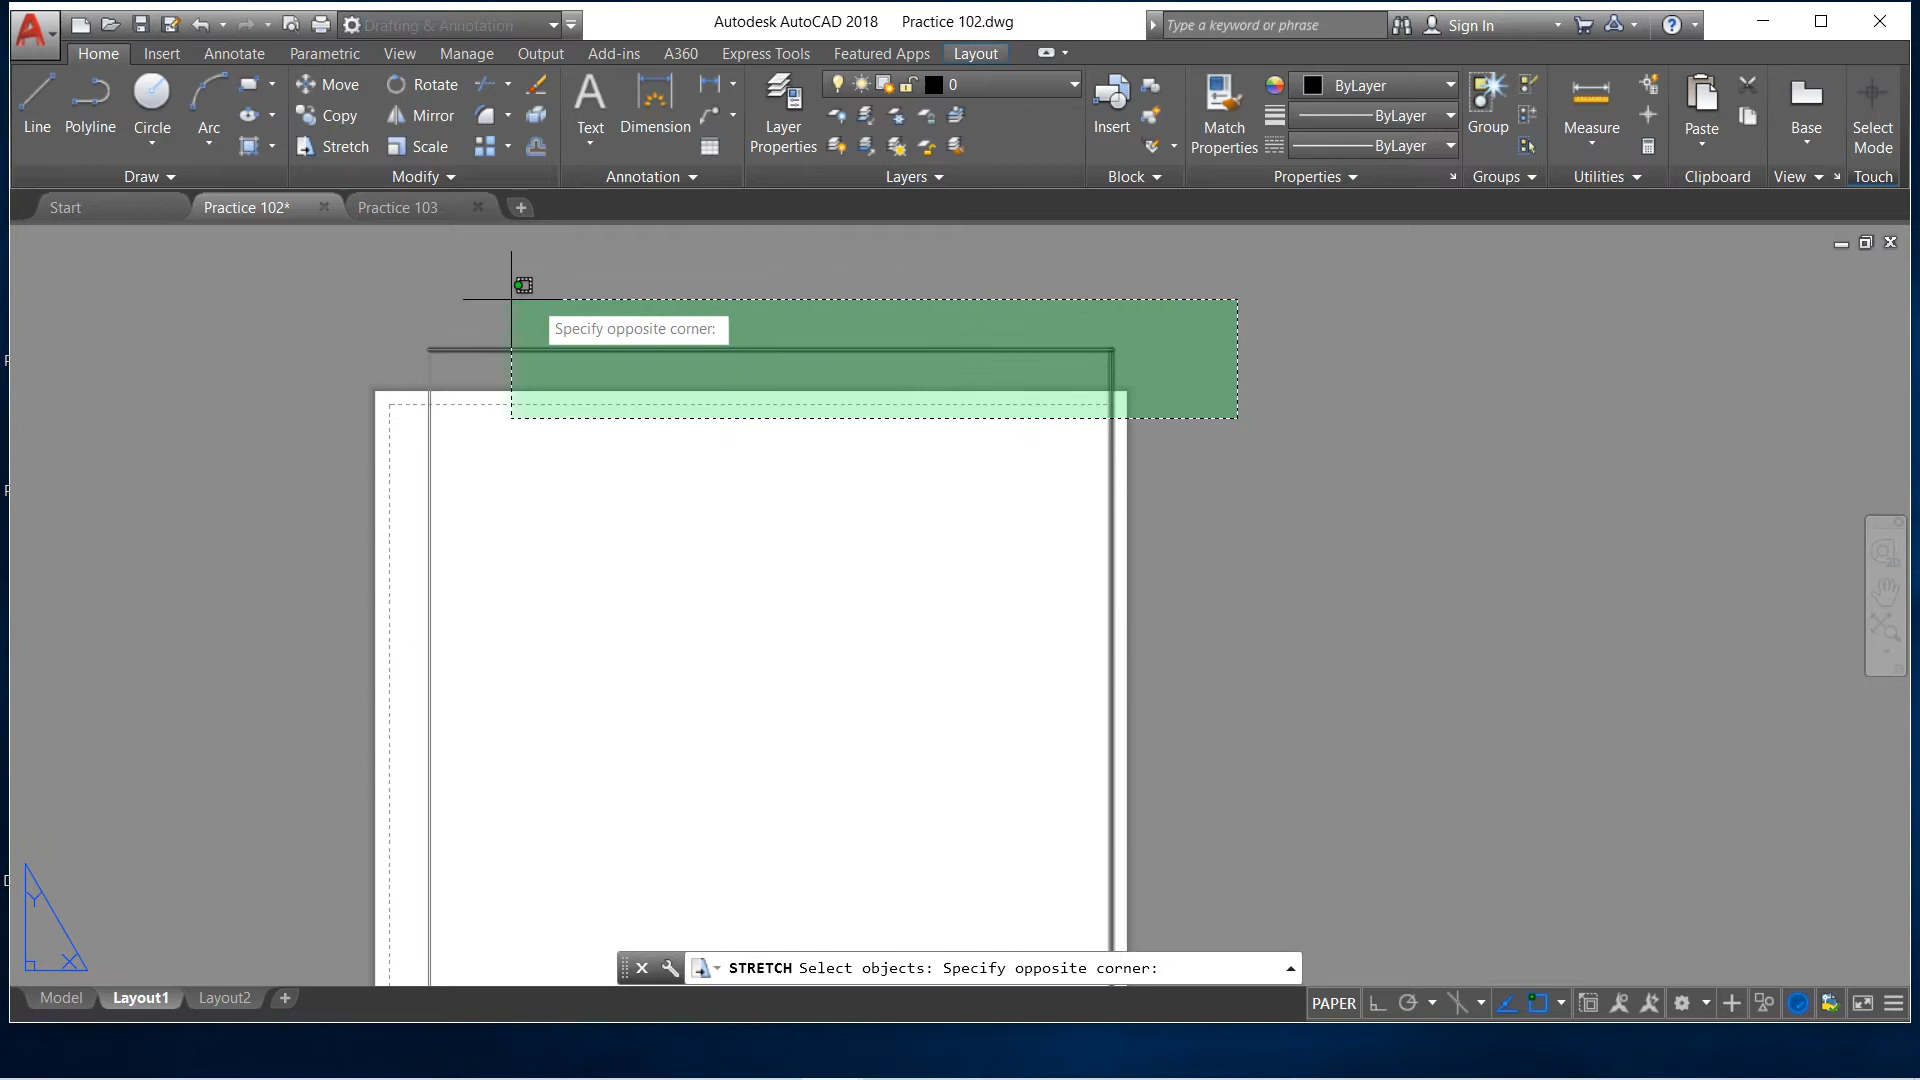 Drafting & Annotation
Autodesk AutoCAD 2018 Practice 102.dwg
Type a keyword or phrase
Sign In
Home Insert Annotate Parametric View Manage Output Add-ins A360 Express Tools Featured Apps Layout
Line
Polyline
Circle
Arc
Draw
Move
Rotate
Copy
Mirror
Stretch
Scale
Modify
Text
Dimension
Annotation
Layer
Properties
0
Layers
Insert
Block
Match
Properties
ByLayer
ByLayer
ByLayer
Properties
Group
Groups
Measure
Utilities
Paste
Clipboard
Base
View
Select
Mode
Touch
Start
Practice 102*
Practice 103
Specify opposite corner:
Y
X
2D
STRETCH Select objects: Specify opposite corner:
Model
Layout1
Layout2
PAPER